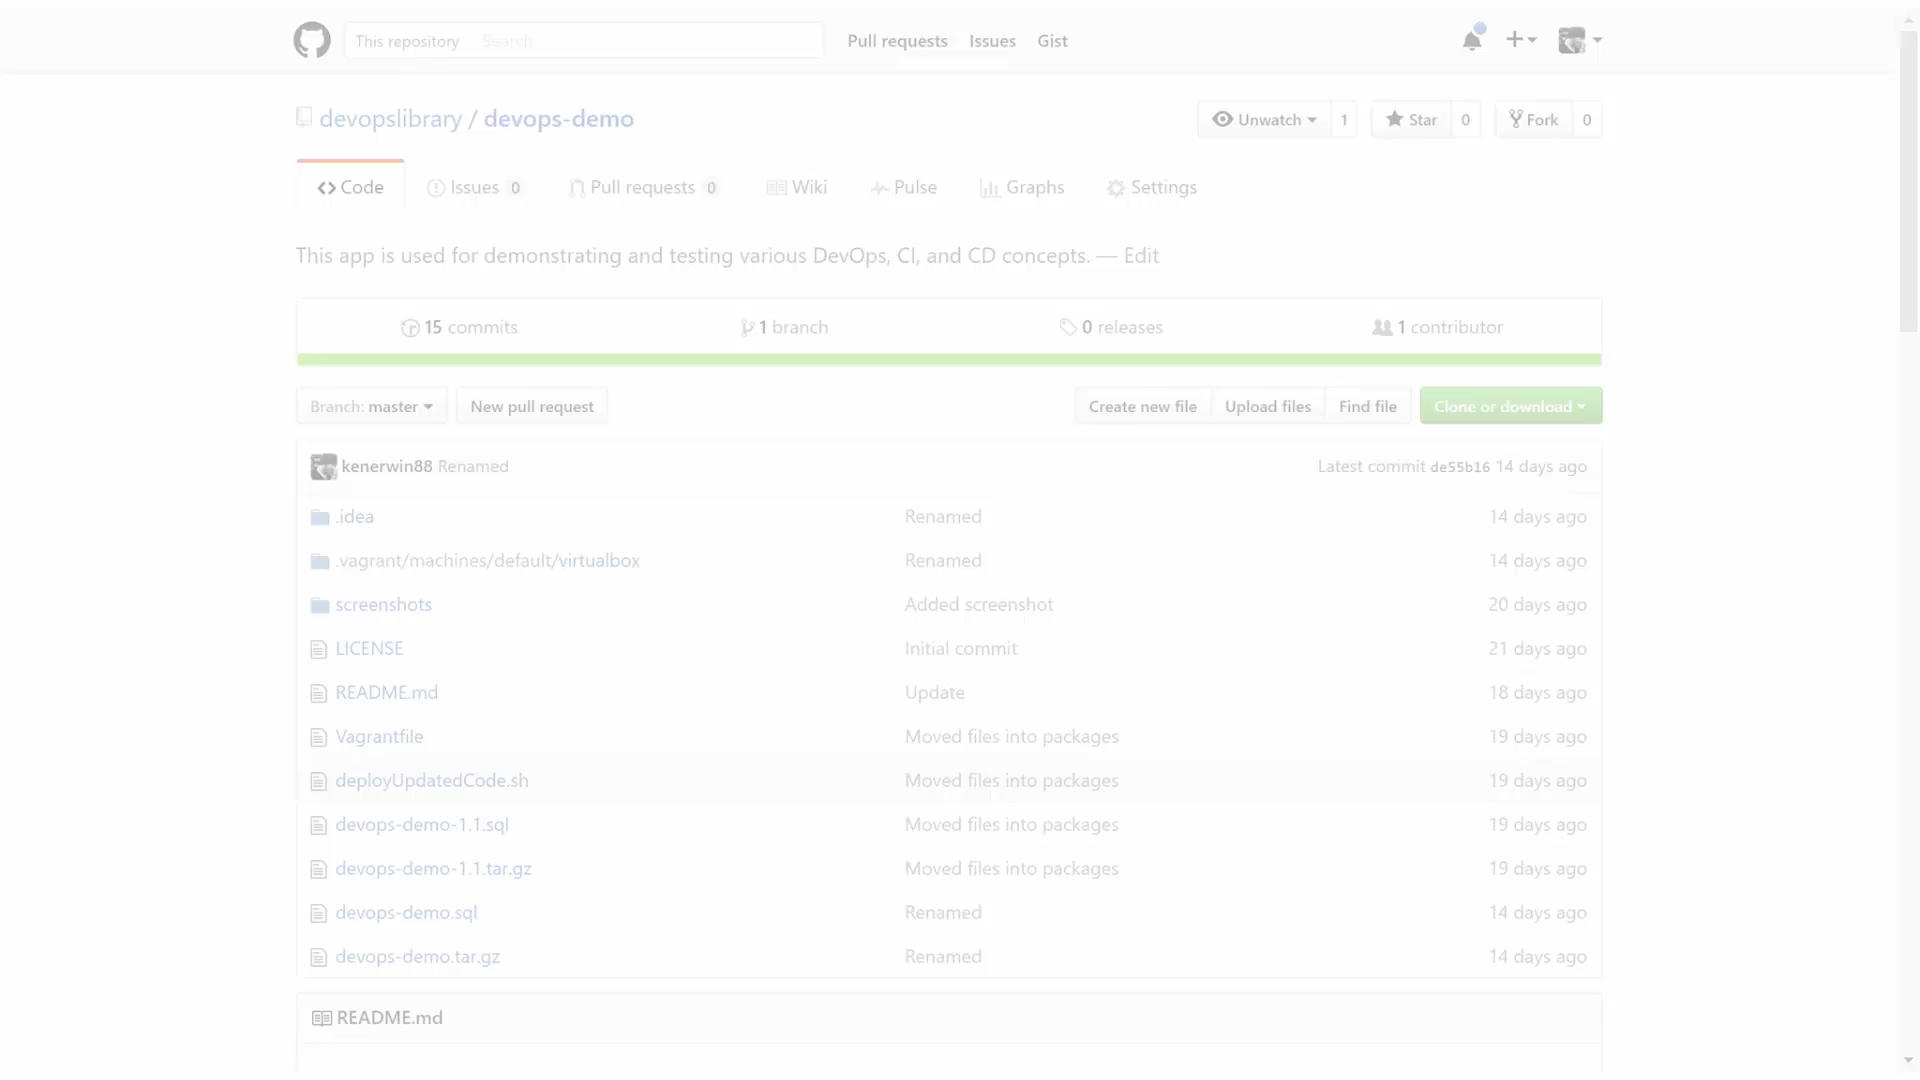 This repository Search Pull requests Issues Gist
devopslibrary / devops-demo Unwatch 1 Star 0 Fork 0
Code Issues 0 Pull requests 0 Wiki Pulse Graphs Settings
This app is used for demonstrating and testing various DevOps, CI, and CD concepts. — Edit
15 commits 1 branch 0 releases 1 contributor
Branch: master New pull request Create new file Upload files Find file Clone or download
kenerwin88 Renamed Latest commit de55b16 14 days ago
.idea Renamed 14 days ago
.vagrant/machines/default/virtualbox Renamed 14 days ago
screenshots Added screenshot 20 days ago
LICENSE Initial commit 21 days ago
README.md Update 18 days ago
Vagrantfile Moved files into packages 19 days ago
deployUpdatedCode.sh Moved files into packages 19 days ago
devops-demo-1.1.sql Moved files into packages 19 days ago
devops-demo-1.1.tar.gz Moved files into packages 19 days ago
devops-demo.sql Renamed 14 days ago
devops-demo.tar.gz Renamed 14 days ago
README.md